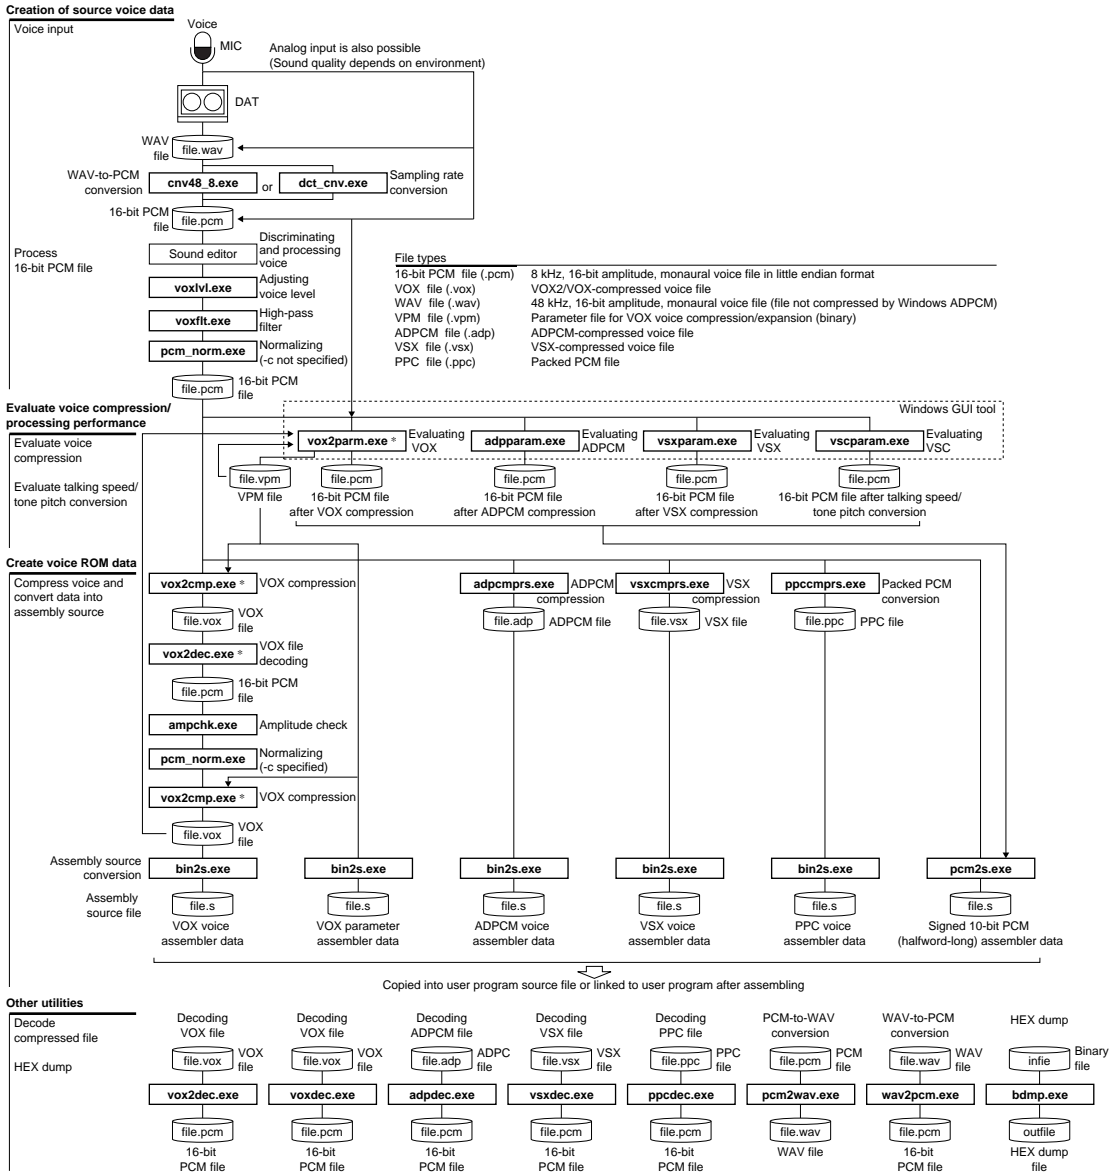 Creation of source voice data
Voice input
Voice
MIC
Analog input is also possible
(Sound quality depends on environment)
DAT
WAV
file
file.wav
WAV-to-PCM
conversion
cnv48_8.exe
or
dct_cnv.exe
Sampling rate
conversion
16-bit PCM
file
file.pcm
Process
16-bit PCM file
Sound editor
Discriminating
and processing
voice
voxlvl.exe
Adjusting
voice level
voxflt.exe
High-pass
filter
pcm_norm.exe
Normalizing
(-c not specified)
file.pcm
16-bit PCM
file
File types
16-bit PCM file (.pcm) 8 kHz, 16-bit amplitude, monaural voice file in little endian format
VOX file (.vox) VOX2/VOX-compressed voice file
WAV file (.wav) 48 kHz, 16-bit amplitude, monaural voice file (file not compressed by Windows ADPCM)
VPM file (.vpm) Parameter file for VOX voice compression/expansion (binary)
ADPCM file (.adp) ADPCM-compressed voice file
VSX file (.vsx) VSX-compressed voice file
PPC file (.ppc) Packed PCM file
Evaluate voice compression/
processing performance
Evaluate voice
compression
Evaluate talking speed/
tone pitch conversion
Windows GUI tool
vox2parm.exe *
Evaluating
VOX
adpparam.exe
Evaluating
ADPCM
vsxparam.exe
Evaluating
VSX
vscparam.exe
Evaluating
VSC
file.vpm
VPM file
file.pcm
16-bit PCM file
after VOX compression
file.pcm
16-bit PCM file
after ADPCM compression
file.pcm
16-bit PCM file
after VSX compression
file.pcm
16-bit PCM file after talking speed/
tone pitch conversion
Create voice ROM data
Compress voice and
convert data into
assembly source
vox2cmp.exe *
VOX compression
adpcmprs.exe
ADPCM
compression
vsxcmprs.exe
VSX
compression
ppccmprs.exe
Packed PCM
conversion
file.vox
VOX
file
file.adp
ADPCM file
file.vsx
VSX file
file.ppc
PPC file
vox2dec.exe *
VOX file
decoding
file.pcm
16-bit PCM
file
ampchk.exe
Amplitude check
pcm_norm.exe
Normalizing
(-c specified)
vox2cmp.exe *
VOX compression
file.vox
VOX
file
Assembly source
conversion
bin2s.exe
bin2s.exe
bin2s.exe
bin2s.exe
bin2s.exe
pcm2s.exe
Assembly
source file
file.s
file.s
file.s
file.s
file.s
file.s
VOX voice
assembler data
VOX parameter
assembler data
ADPCM voice
assembler data
VSX voice
assembler data
PPC voice
assembler data
Signed 10-bit PCM
(halfword-long) assembler data
Copied into user program source file or linked to user program after assembling
Other utilities
Decode
compressed file
HEX dump
Decoding
VOX file
file.vox
VOX
file
vox2dec.exe
file.pcm
16-bit
PCM file
Decoding
VOX file
file.vox
VOX
file
voxdec.exe
file.pcm
16-bit
PCM file
Decoding
ADPCM file
file.adp
ADPC
file
adpdec.exe
file.pcm
16-bit
PCM file
Decoding
VSX file
file.vsx
VSX
file
vsxdec.exe
file.pcm
16-bit
PCM file
Decoding
PPC file
file.ppc
PPC
file
ppcdec.exe
file.pcm
16-bit
PCM file
PCM-to-WAV
conversion
file.pcm
PCM
file
pcm2wav.exe
file.wav
WAV file
WAV-to-PCM
conversion
file.wav
WAV
file
wav2pcm.exe
file.pcm
16-bit
PCM file
HEX dump
infie
Binary
file
bdmp.exe
outfile
HEX dump
file